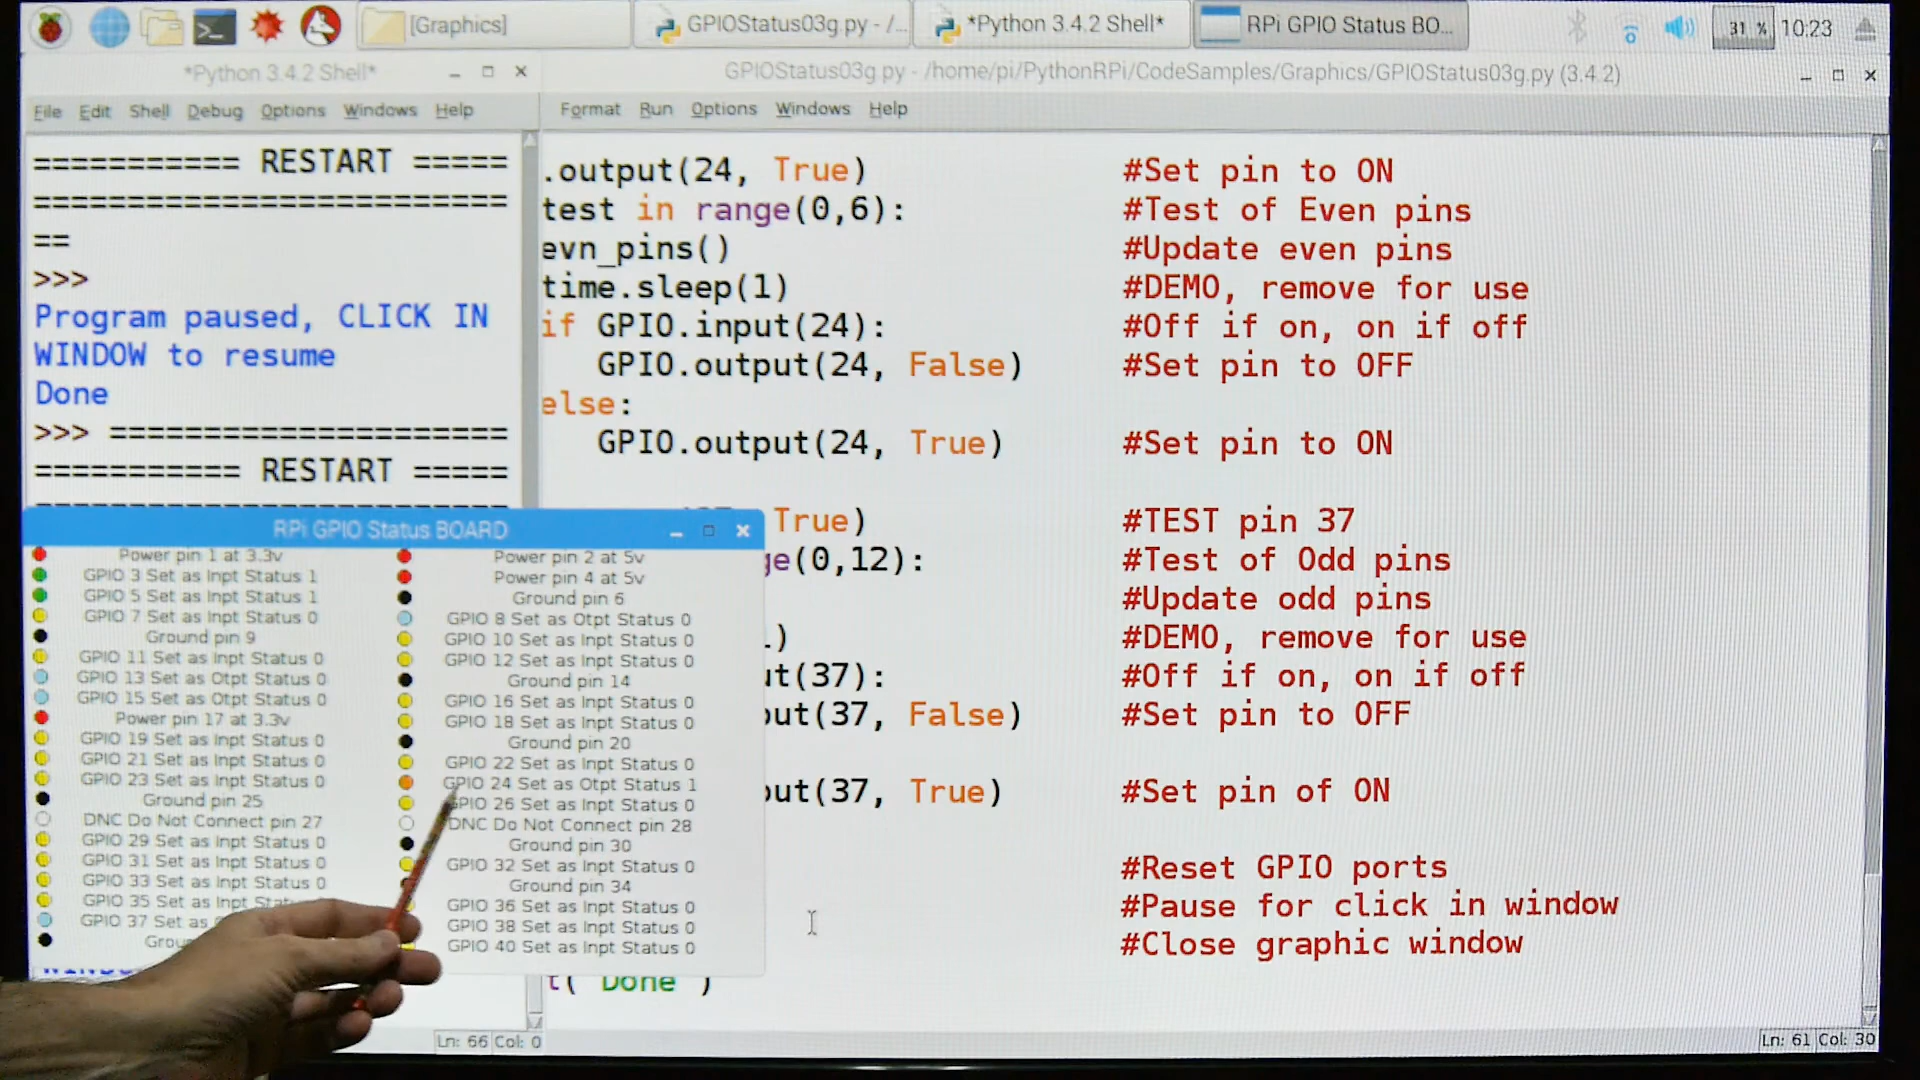 [Graphics]
GPIOStatus03g.py - /...
*Python 3.4.2 Shell*
RPi GPIO Status BO...
31 %
10:23
*Python 3.4.2 Shell*
GPIOStatus03g.py - /home/pi/PythonRPi/CodeSamples/Graphics/GPIOStatus03g.py (3.4.2)
File Edit Shell Debug Options Windows Help
Format Run Options Windows Help
=========== RESTART =====
=========================
==
>>>
Program paused, CLICK IN
WINDOW to resume
Done
>>> =====================
=========== RESTART =====
.output(24, True) #Set pin to ON
test in range(0,6): #Test of Even pins
evn_pins() #Update even pins
time.sleep(1) #DEMO, remove for use
if GPIO.input(24): #Off if on, on if off
GPIO.output(24, False) #Set pin to OFF
else:
GPIO.output(24, True) #Set pin to ON
True) #TEST pin 37
ge(0,12): #Test of Odd pins
#Update odd pins
1) #DEMO, remove for use
ut(37): #Off if on, on if off
out(37, False) #Set pin to OFF
out(37, True) #Set pin of ON
#Reset GPIO ports
#Pause for click in window
#Close graphic window
t("Done")
RPi GPIO Status BOARD
Power pin 1 at 3.3v
GPIO 3 Set as Inpt Status 1
GPIO 5 Set as Inpt Status 1
GPIO 7 Set as Inpt Status 0
Ground pin 9
GPIO 11 Set as Inpt Status 0
GPIO 13 Set as Otpt Status 0
GPIO 15 Set as Otpt Status 0
Power pin 17 at 3.3v
GPIO 19 Set as Inpt Status 0
GPIO 21 Set as Inpt Status 0
GPIO 23 Set as Inpt Status 0
Ground pin 25
DNC Do Not Connect pin 27
GPIO 29 Set as Inpt Status 0
GPIO 31 Set as Inpt Status 0
GPIO 33 Set as Inpt Status 0
GPIO 35 Set as Inpt Stat
GPIO 37 Set as
Grou
Power pin 2 at 5v
Power pin 4 at 5v
Ground pin 6
GPIO 8 Set as Otpt Status 0
GPIO 10 Set as Inpt Status 0
GPIO 12 Set as Inpt Status 0
Ground pin 14
GPIO 16 Set as Inpt Status 0
GPIO 18 Set as Inpt Status 0
Ground pin 20
GPIO 22 Set as Inpt Status 0
GPIO 24 Set as Otpt Status 1
GPIO 26 Set as Inpt Status 0
DNC Do Not Connect pin 28
Ground pin 30
GPIO 32 Set as Inpt Status 0
Ground pin 34
GPIO 36 Set as Inpt Status 0
GPIO 38 Set as Inpt Status 0
GPIO 40 Set as Inpt Status 0
Ln: 66 Col: 0
Ln: 61 Col: 30